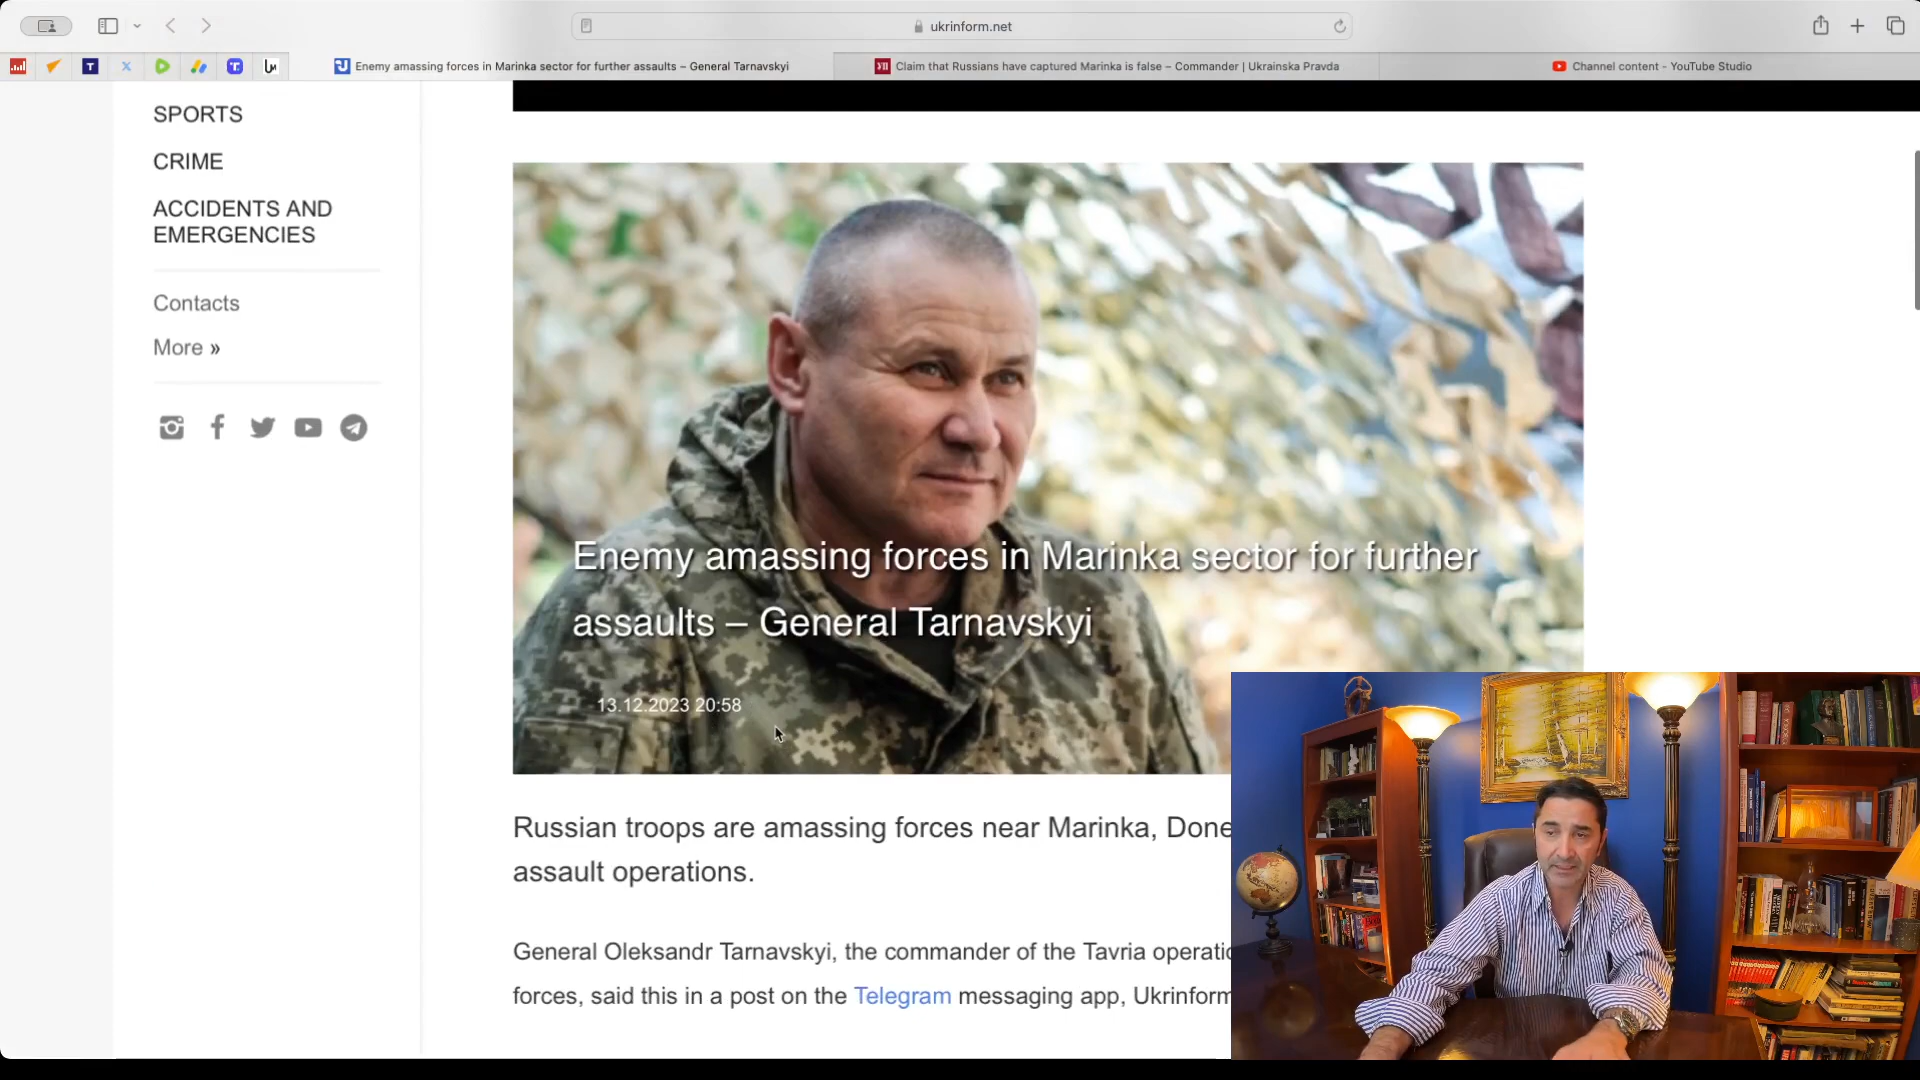 ukrinform.net
Enemy amassing forces in Marinka sector for further assaults – General Tarnavskyi
Claim that Russians have captured Marinka is false – Commander | Ukrainska Pravda
Channel content - YouTube Studio
SPORTS
CRIME
ACCIDENTS AND
EMERGENCIES
Contacts
More »
Enemy amassing forces in Marinka sector for further
assaults – General Tarnavskyi
13.12.2023 20:58
Russian troops are amassing forces near Marinka,
assault operations.
General Oleksandr Tarnavskyi, the commander of the Tavria
forces, said this in a post on the Telegram messaging app, Ukrinform